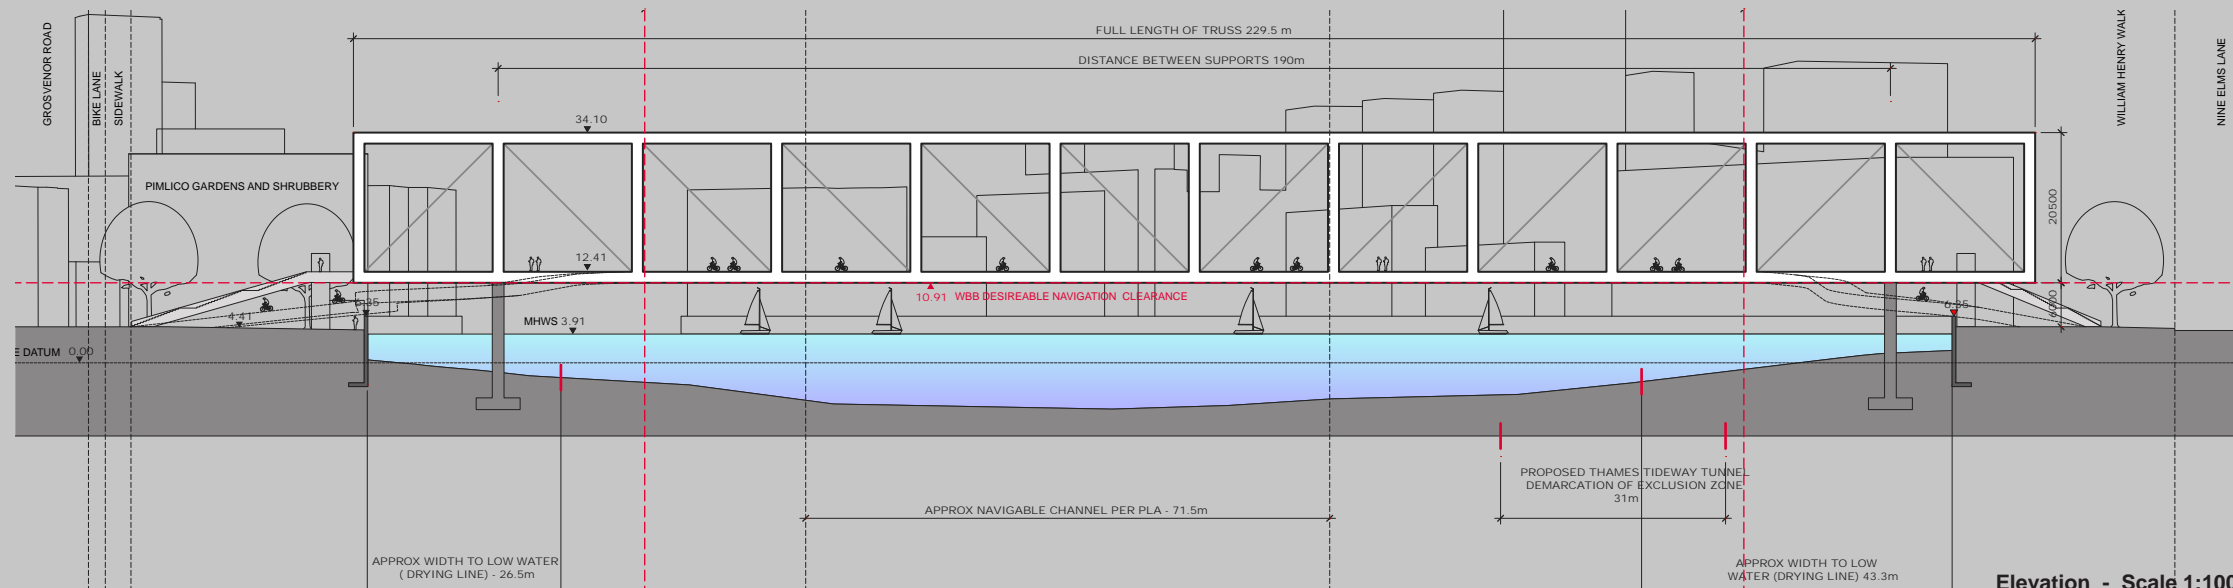 FULL LENGTH OF TRUSS 229.5 m
DISTANCE BETWEEN SUPPORTS 190m
GROSVENOR ROAD
BIKE LANE
SIDEWALK
WILLIAM HENRY WALK
NINE ELMS LANE
34.10
PIMLICO GARDENS AND SHRUBBERY
20500
12.41
10.91 WBB DESIREABLE NAVIGATION CLEARANCE
6.35
6.35
6000
4.41
MHWS 3.91
E DATUM 0.00
PROPOSED THAMES TIDEWAY TUNNEL
DEMARCATION OF EXCLUSION ZONE
31m
APPROX NAVIGABLE CHANNEL PER PLA - 71.5m
APPROX WIDTH TO LOW WATER
( DRYING LINE) - 26.5m
APPROX WIDTH TO LOW
WATER (DRYING LINE) 43.3m
Elevation - Scale 1:100